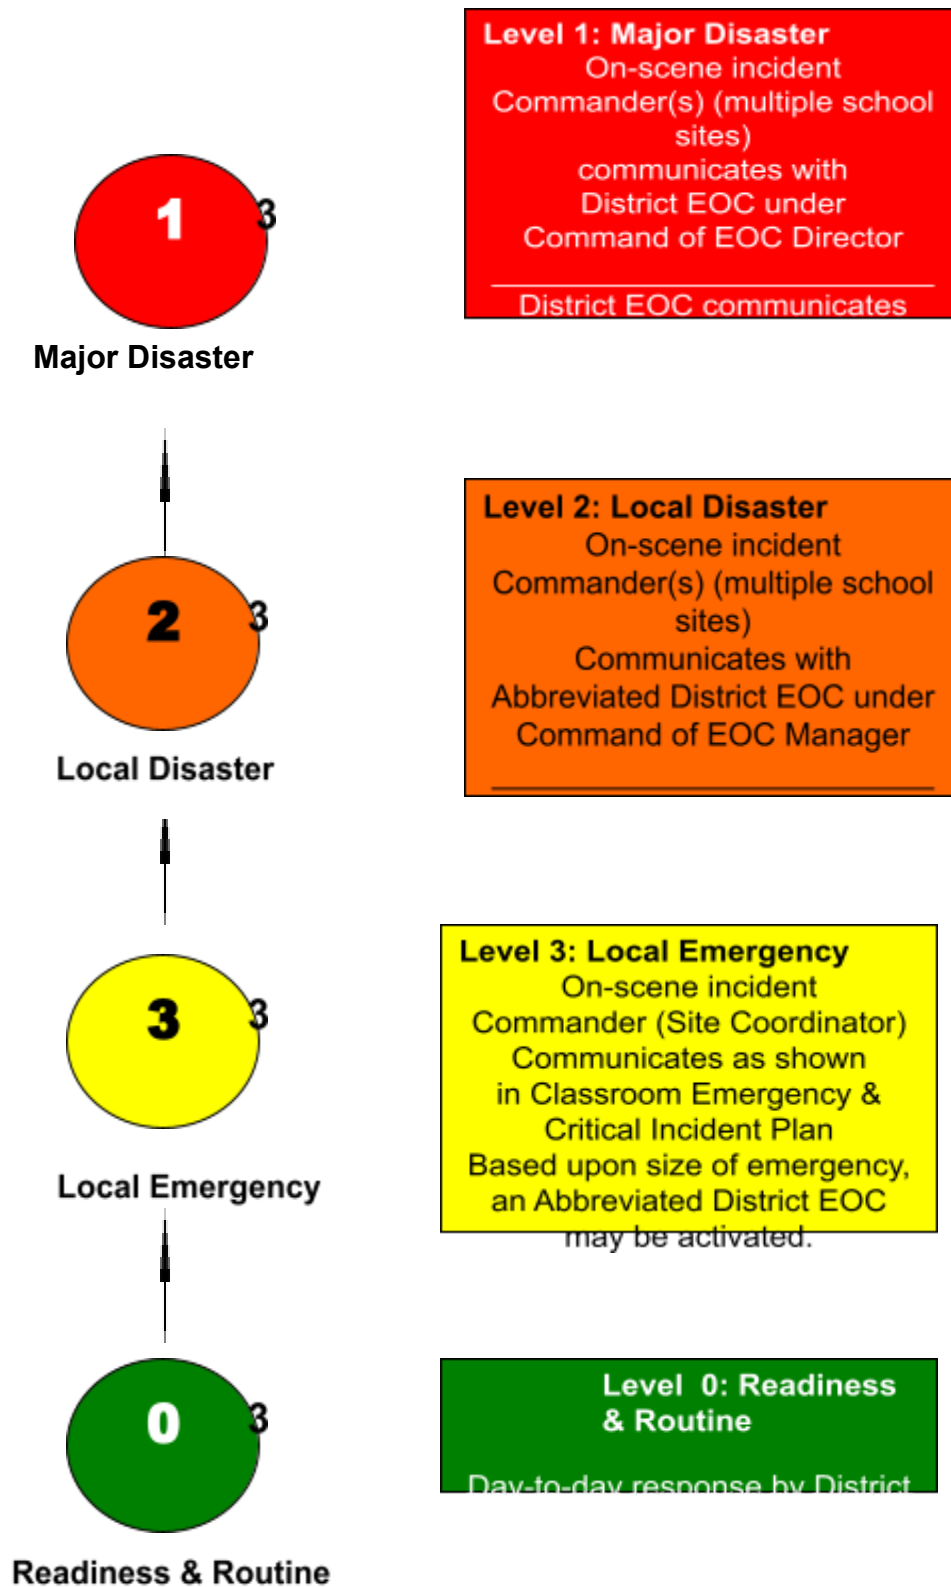 Level 1: Major Disaster
On-scene incident
Commander(s) (multiple school
sites)
communicates with
District EOC under
Command of EOC Director
District EOC communicates
1
3
Major Disaster
Level 2: Local Disaster
On-scene incident
Commander(s) (multiple school
sites)
Communicates with
Abbreviated District EOC under
Command of EOC Manager
2
3
Local Disaster
Level 3: Local Emergency
On-scene incident
Commander (Site Coordinator)
Communicates as shown
in Classroom Emergency &
Critical Incident Plan
Based upon size of emergency,
an Abbreviated District EOC
may be activated.
3
3
Local Emergency
Level 0: Readiness
& Routine
Day-to-day response by District
0
3
Readiness & Routine